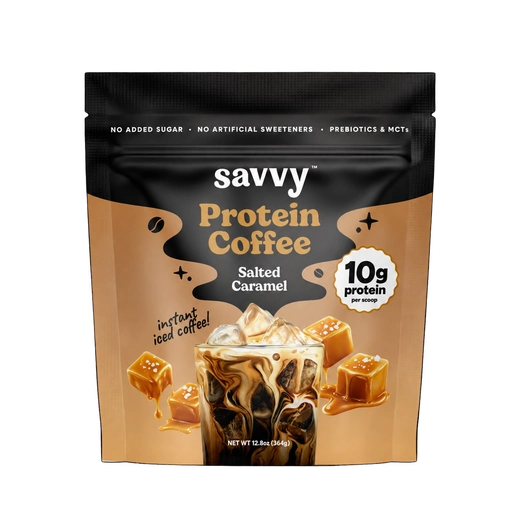 NO ADDED SUGAR • NO ARTIFICIAL SWEETENERS • PREBIOTICS & MCTs
savvy™
Protein
Coffee
Salted
Caramel
10g
protein
per scoop
instant
iced coffee!
NET WT 12.8oz (364g)